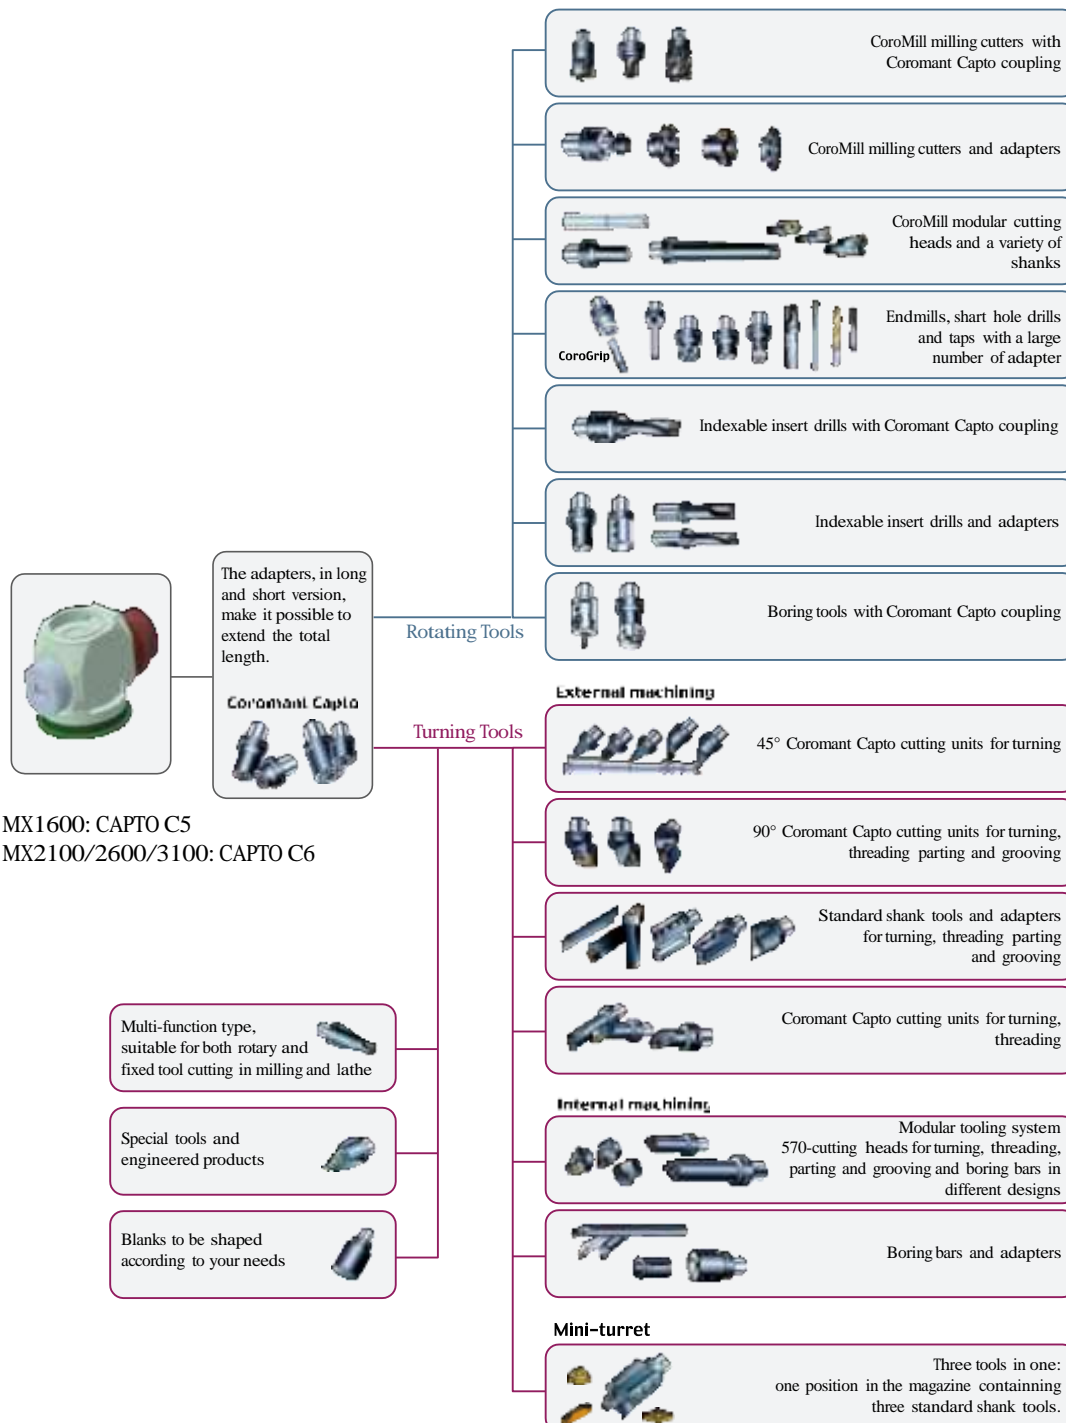 CoroMill milling cutters with
Coromant Capto coupling
CoroMill milling cutters and adapters
CoroMill modular cutting
heads and a variety of
shanks
Endmills, shart hole drills
and taps with a large
number of adapter
CoroGrip
Indexable insert drills with Coromant Capto coupling
Indexable insert drills and adapters
Boring tools with Coromant Capto coupling
The adapters, in long
and short version,
make it possible to
extend the total
length.
Coromant Capto
Rotating Tools
Turning Tools
MX1600: CAPTO C5
MX2100/2600/3100: CAPTO C6
External machining
45° Coromant Capto cutting units for turning
90° Coromant Capto cutting units for turning,
threading parting and grooving
Standard shank tools and adapters
for turning, threading parting
and grooving
Coromant Capto cutting units for turning,
threading
Multi-function type,
suitable for both rotary and
fixed tool cutting in milling and lathe
Special tools and
engineered products
Blanks to be shaped
according to your needs
Internal machining
Modular tooling system
570-cutting heads for turning, threading,
parting and grooving and boring bars in
different designs
Boring bars and adapters
Mini-turret
Three tools in one:
one position in the magazine containning
three standard shank tools.